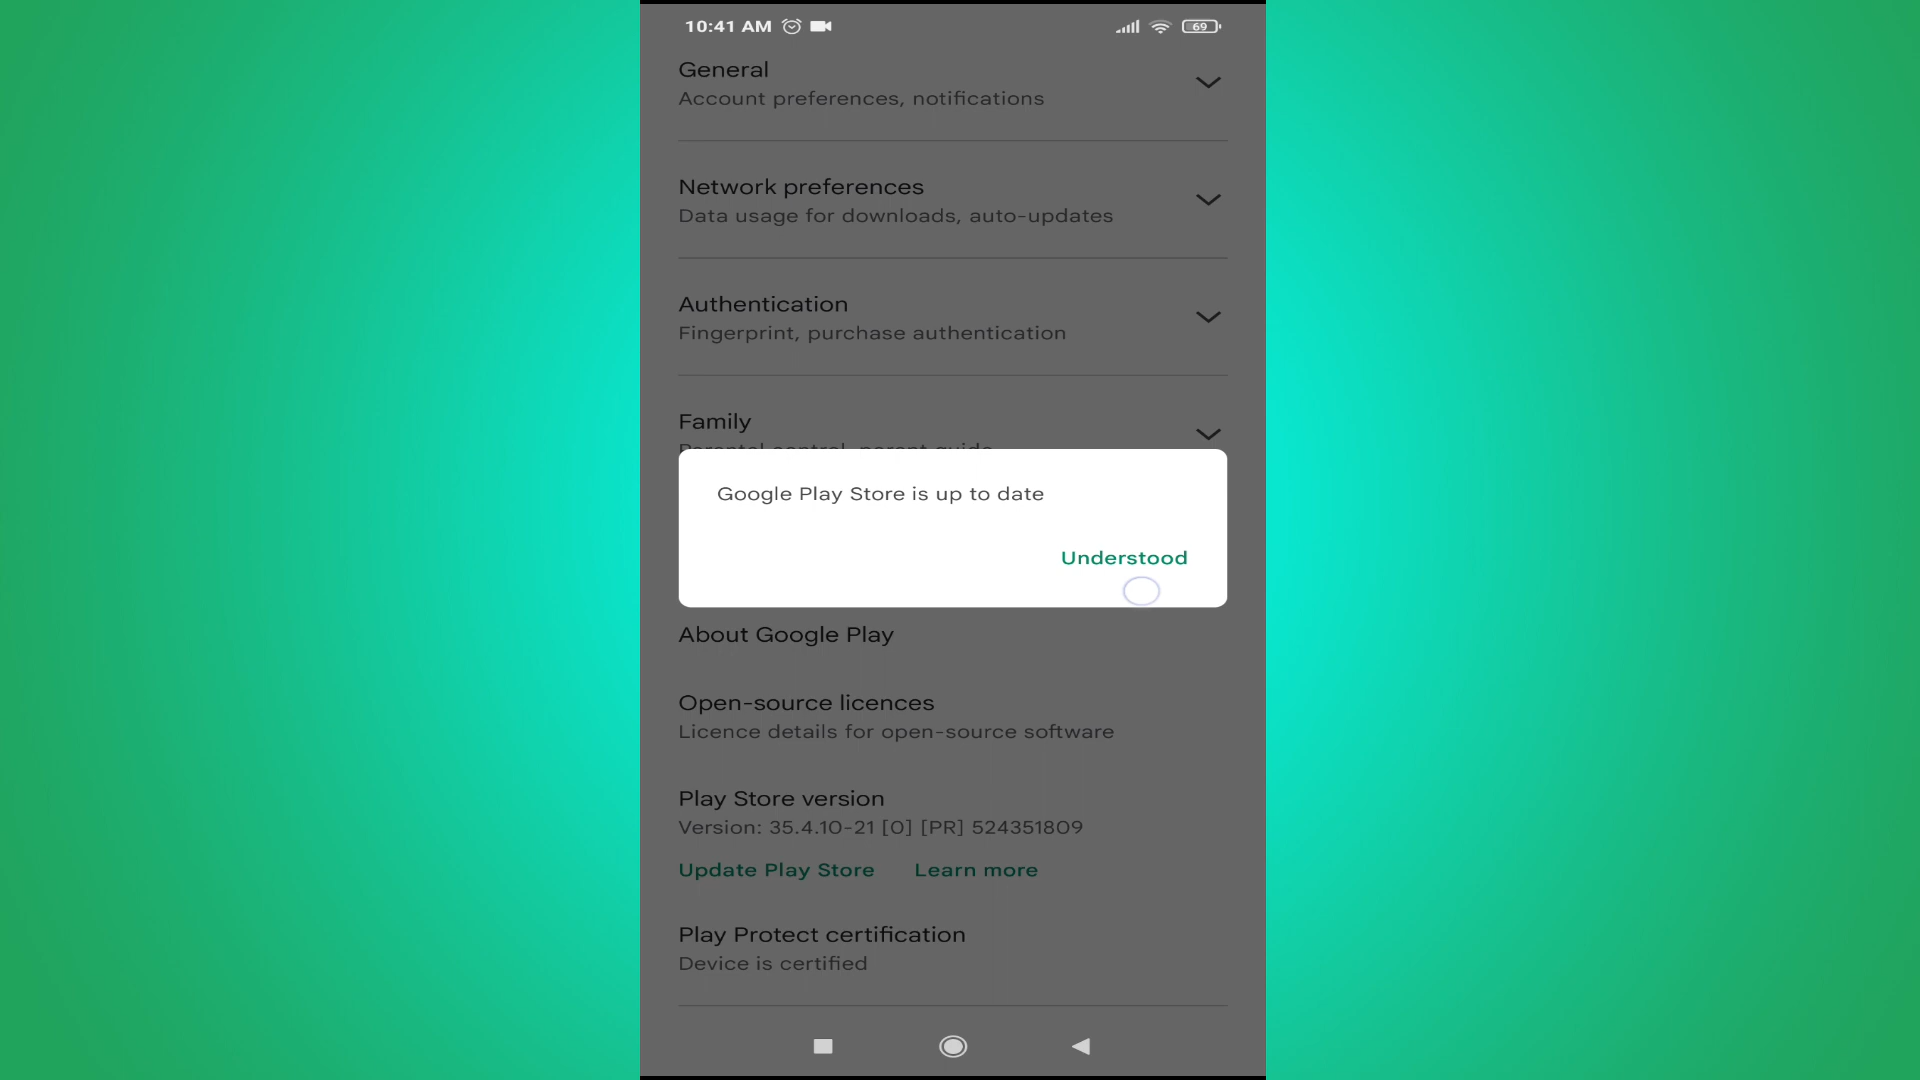 10:41 AM
69
General
Account preferences, notifications
Network preferences
Data usage for downloads, auto-updates
Authentication
Fingerprint, purchase authentication
Family
Parental control, parent guide
Google Play Store is up to date
Understood
About Google Play
Open-source licences
Licence details for open-source software
Play Store version
Version: 35.4.10-21 [0] [PR] 524351809
Update Play Store Learn more
Play Protect certification
Device is certified